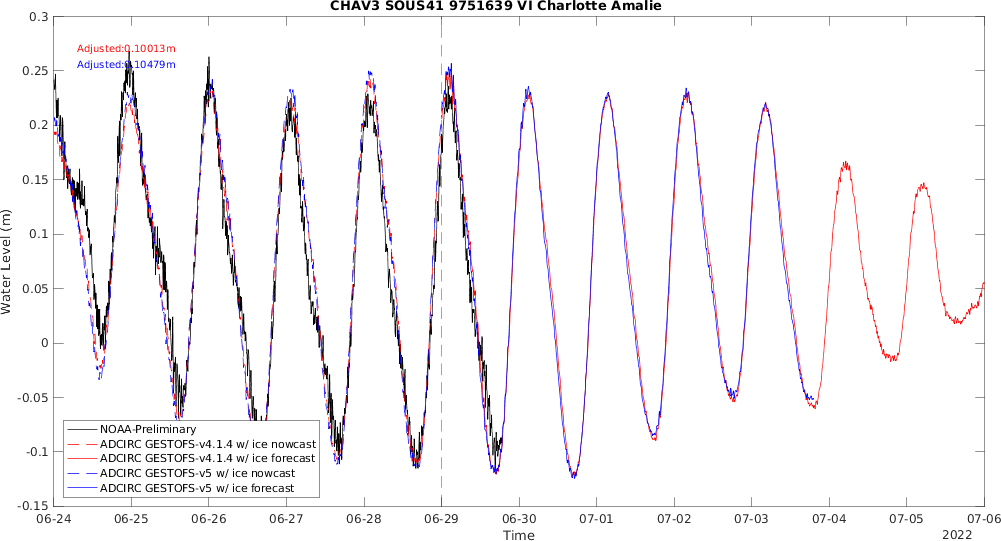 CHAV3 SOUS41 9751639 VI Charlotte Amalie
0.3
0.25
0.2
0.15
0.1
0.05
0
-0.05
-0.1
-0.15
Water Level (m)
Adjusted:0.10013m
Adjusted:0.10479m
NOAA-Preliminary
ADCIRC GESTOFS-v4.1.4 w/ ice nowcast
ADCIRC GESTOFS-v4.1.4 w/ ice forecast
ADCIRC GESTOFS-v5 w/ ice nowcast
ADCIRC GESTOFS-v5 w/ ice forecast
06-24 06-25 06-26 06-27 06-28 06-29 06-30 07-01 07-02 07-03 07-04 07-05 07-06
Time
2022